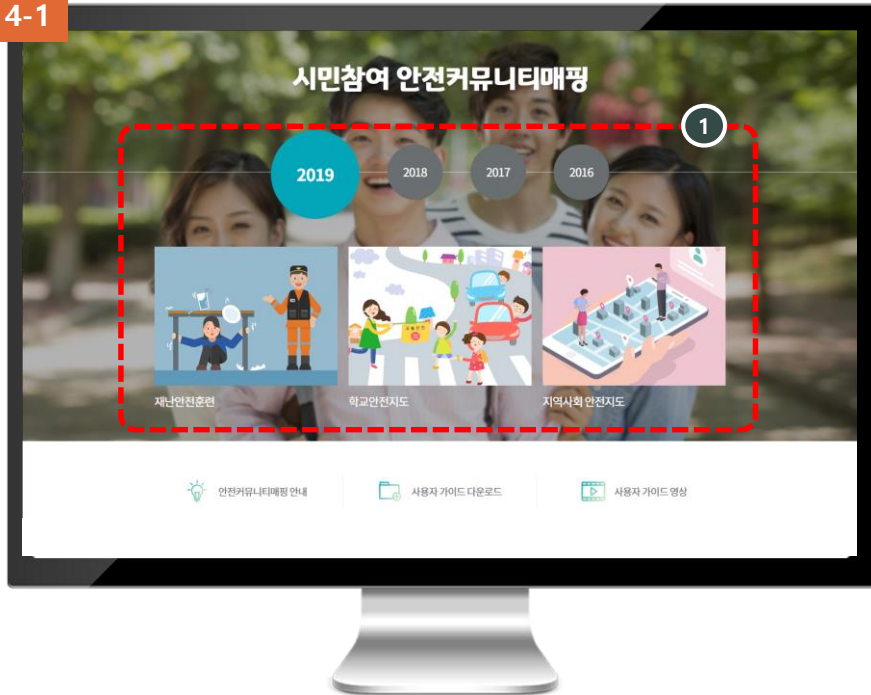 4-1
시민참여 안전커뮤니티매핑
1
2019
2018
2017
2016
재난안전훈련
학교안전지도
지역사회 안전지도
안전커뮤니티매핑 안내
사용자 가이드 다운로드
사용자 가이드 영상